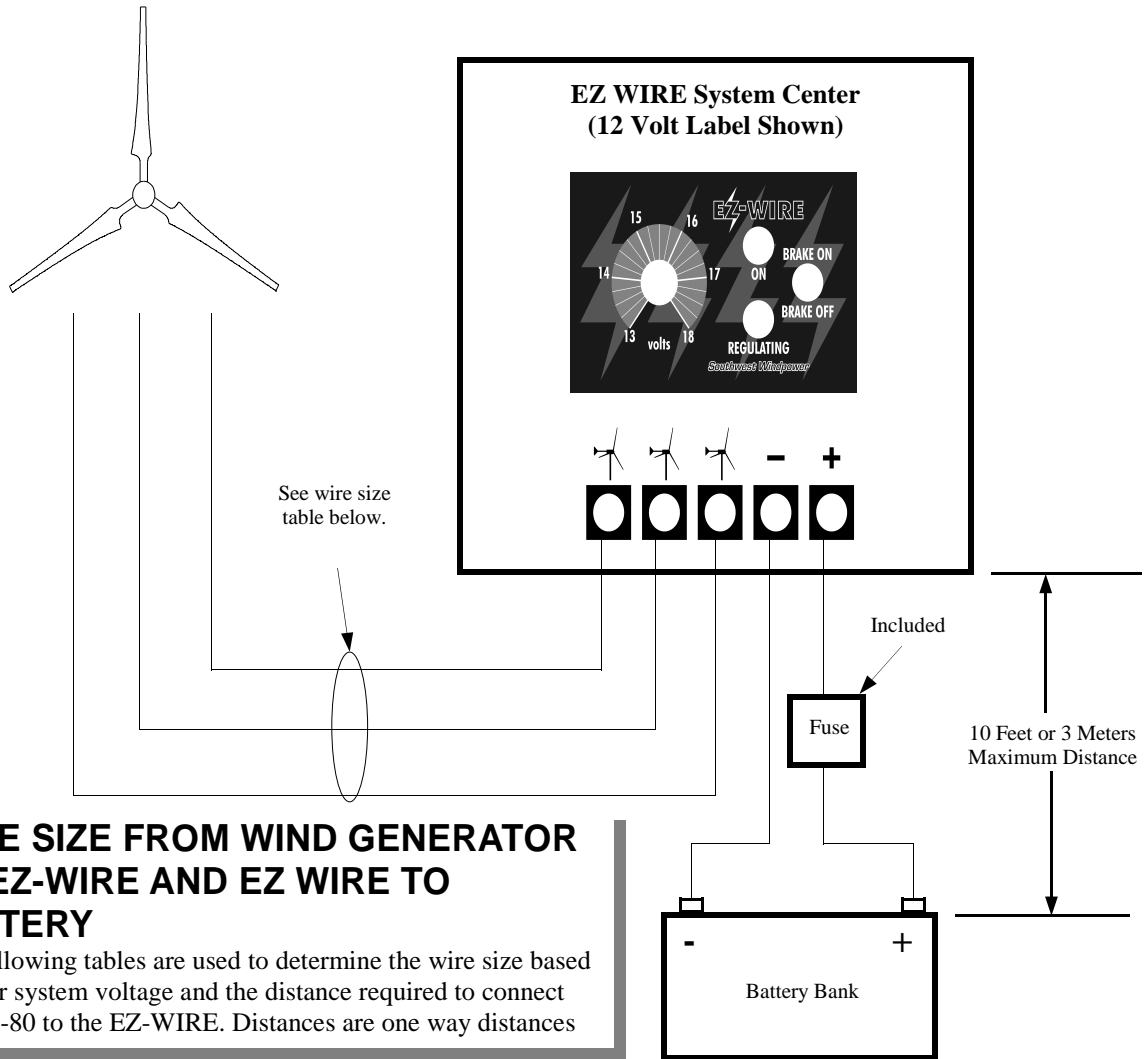 EZ WIRE System Center
(12 Volt Label Shown)
EZ-WIRE
15
16
14
17
13
volts
18
ON
BRAKE ON
BRAKE OFF
REGULATING
Southwest Windpower
- +
See wire size
table below.
Included
Fuse
10 Feet or 3 Meters
Maximum Distance
E SIZE FROM WIND GENERATOR
EZ-WIRE AND EZ WIRE TO
TERY
llowing tables are used to determine the wire size based
r system voltage and the distance required to connect
-80 to the EZ-WIRE. Distances are one way distances
- +
Battery Bank